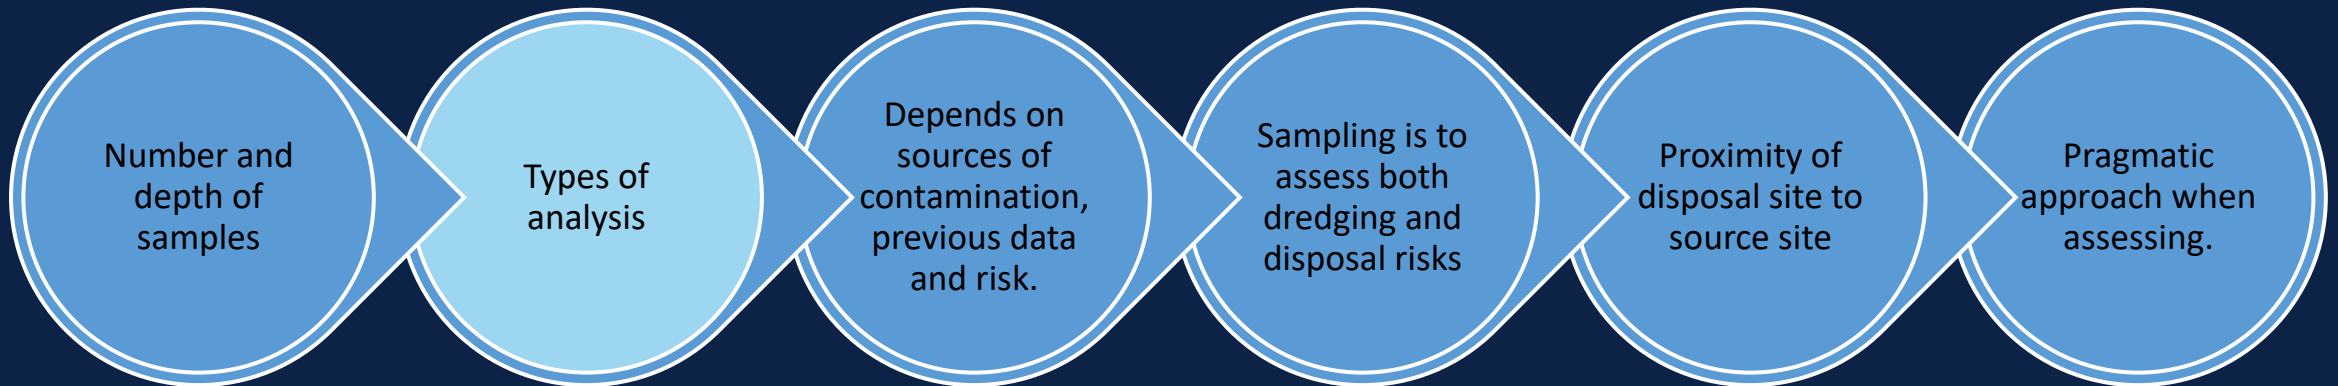 Number and
depth of
samples
Types of
analysis
Depends on
sources of
contamination,
previous data
and risk.
Sampling is to
assess both
dredging and
disposal risks
Proximity of
disposal site to
source site
Pragmatic
approach when
assessing.